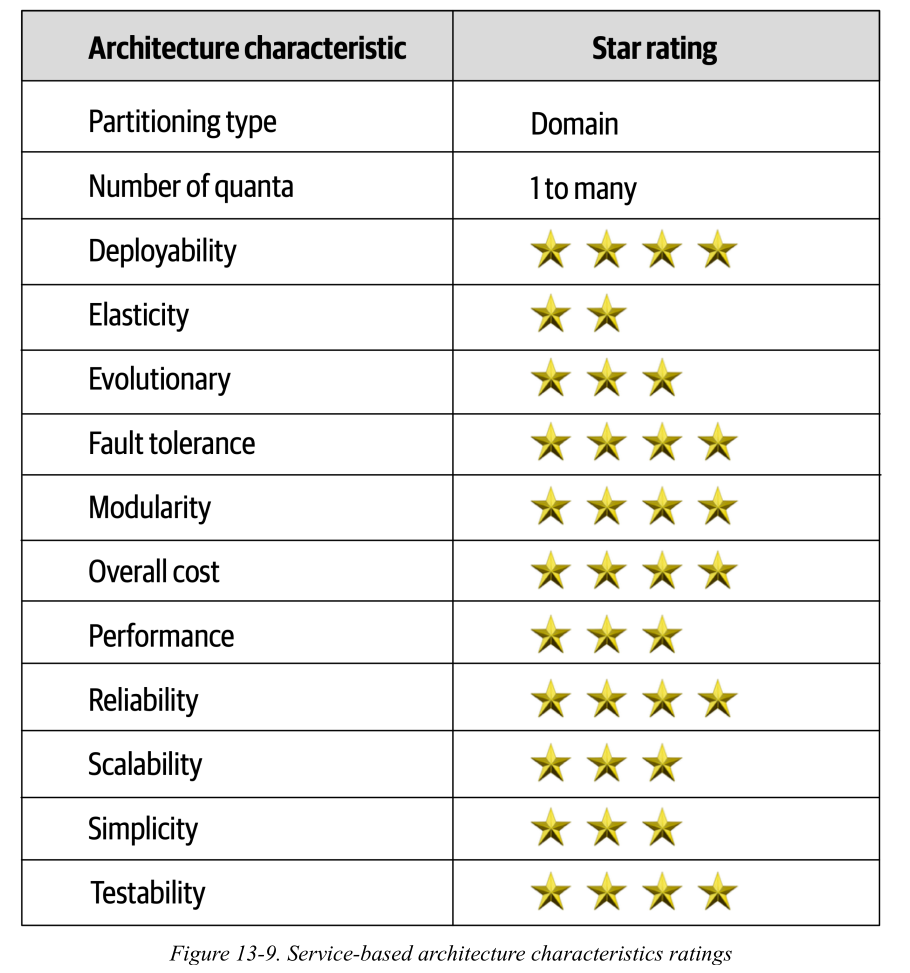 Architecture characteristic Star rating
Partitioning type Domain
Number of quanta 1 to many
Deployability
Elasticity
Evolutionary
Fault tolerance
Modularity
Overall cost
Performance
Reliability
Scalability
Simplicity
Testability
Figure 13-9. Service-based architecture characteristics ratings